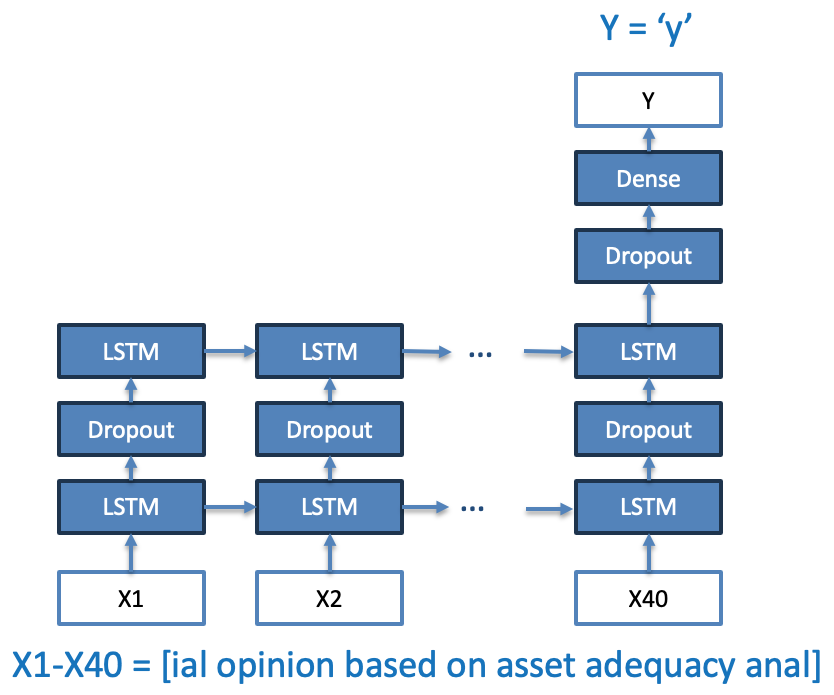 Y = ‘y’
Y
Dense
Dropout
LSTM LSTM ... LSTM
Dropout Dropout Dropout
LSTM LSTM ... LSTM
X1 X2 X40
X1-X40 = [ial opinion based on asset adequacy anal]